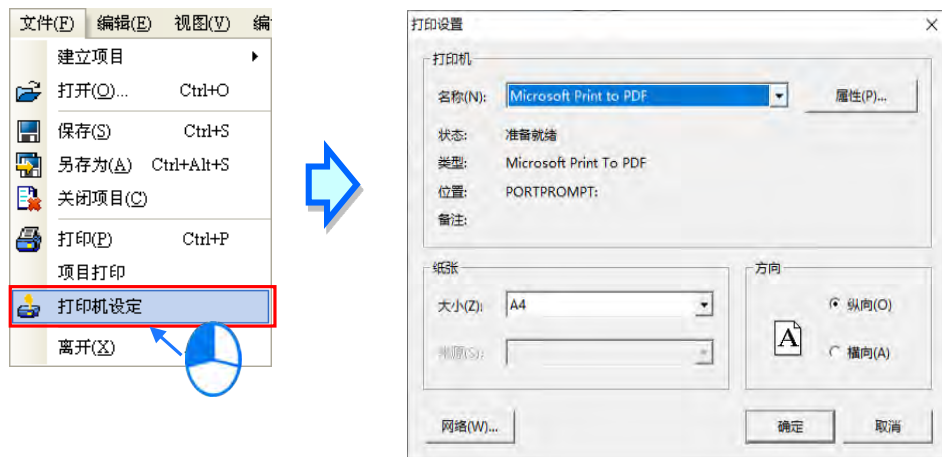 文件(F) 编辑(E) 视图(V) 编
建立项目
打开(O)... Ctrl+O
保存(S) Ctrl+S
另存为(A) Ctrl+Alt+S
关闭项目(C)
打印(P) Ctrl+P
项目打印
打印机设定
离开(X)
打印设置
打印机
名称(N): Microsoft Print to PDF 属性(P)...
状态: 准备就绪
类型: Microsoft Print To PDF
位置: PORTPROMPT:
备注:
纸张
大小(Z): A4
来源(S):
方向
A
纵向(O)
横向(A)
网络(W)... 确定 取消